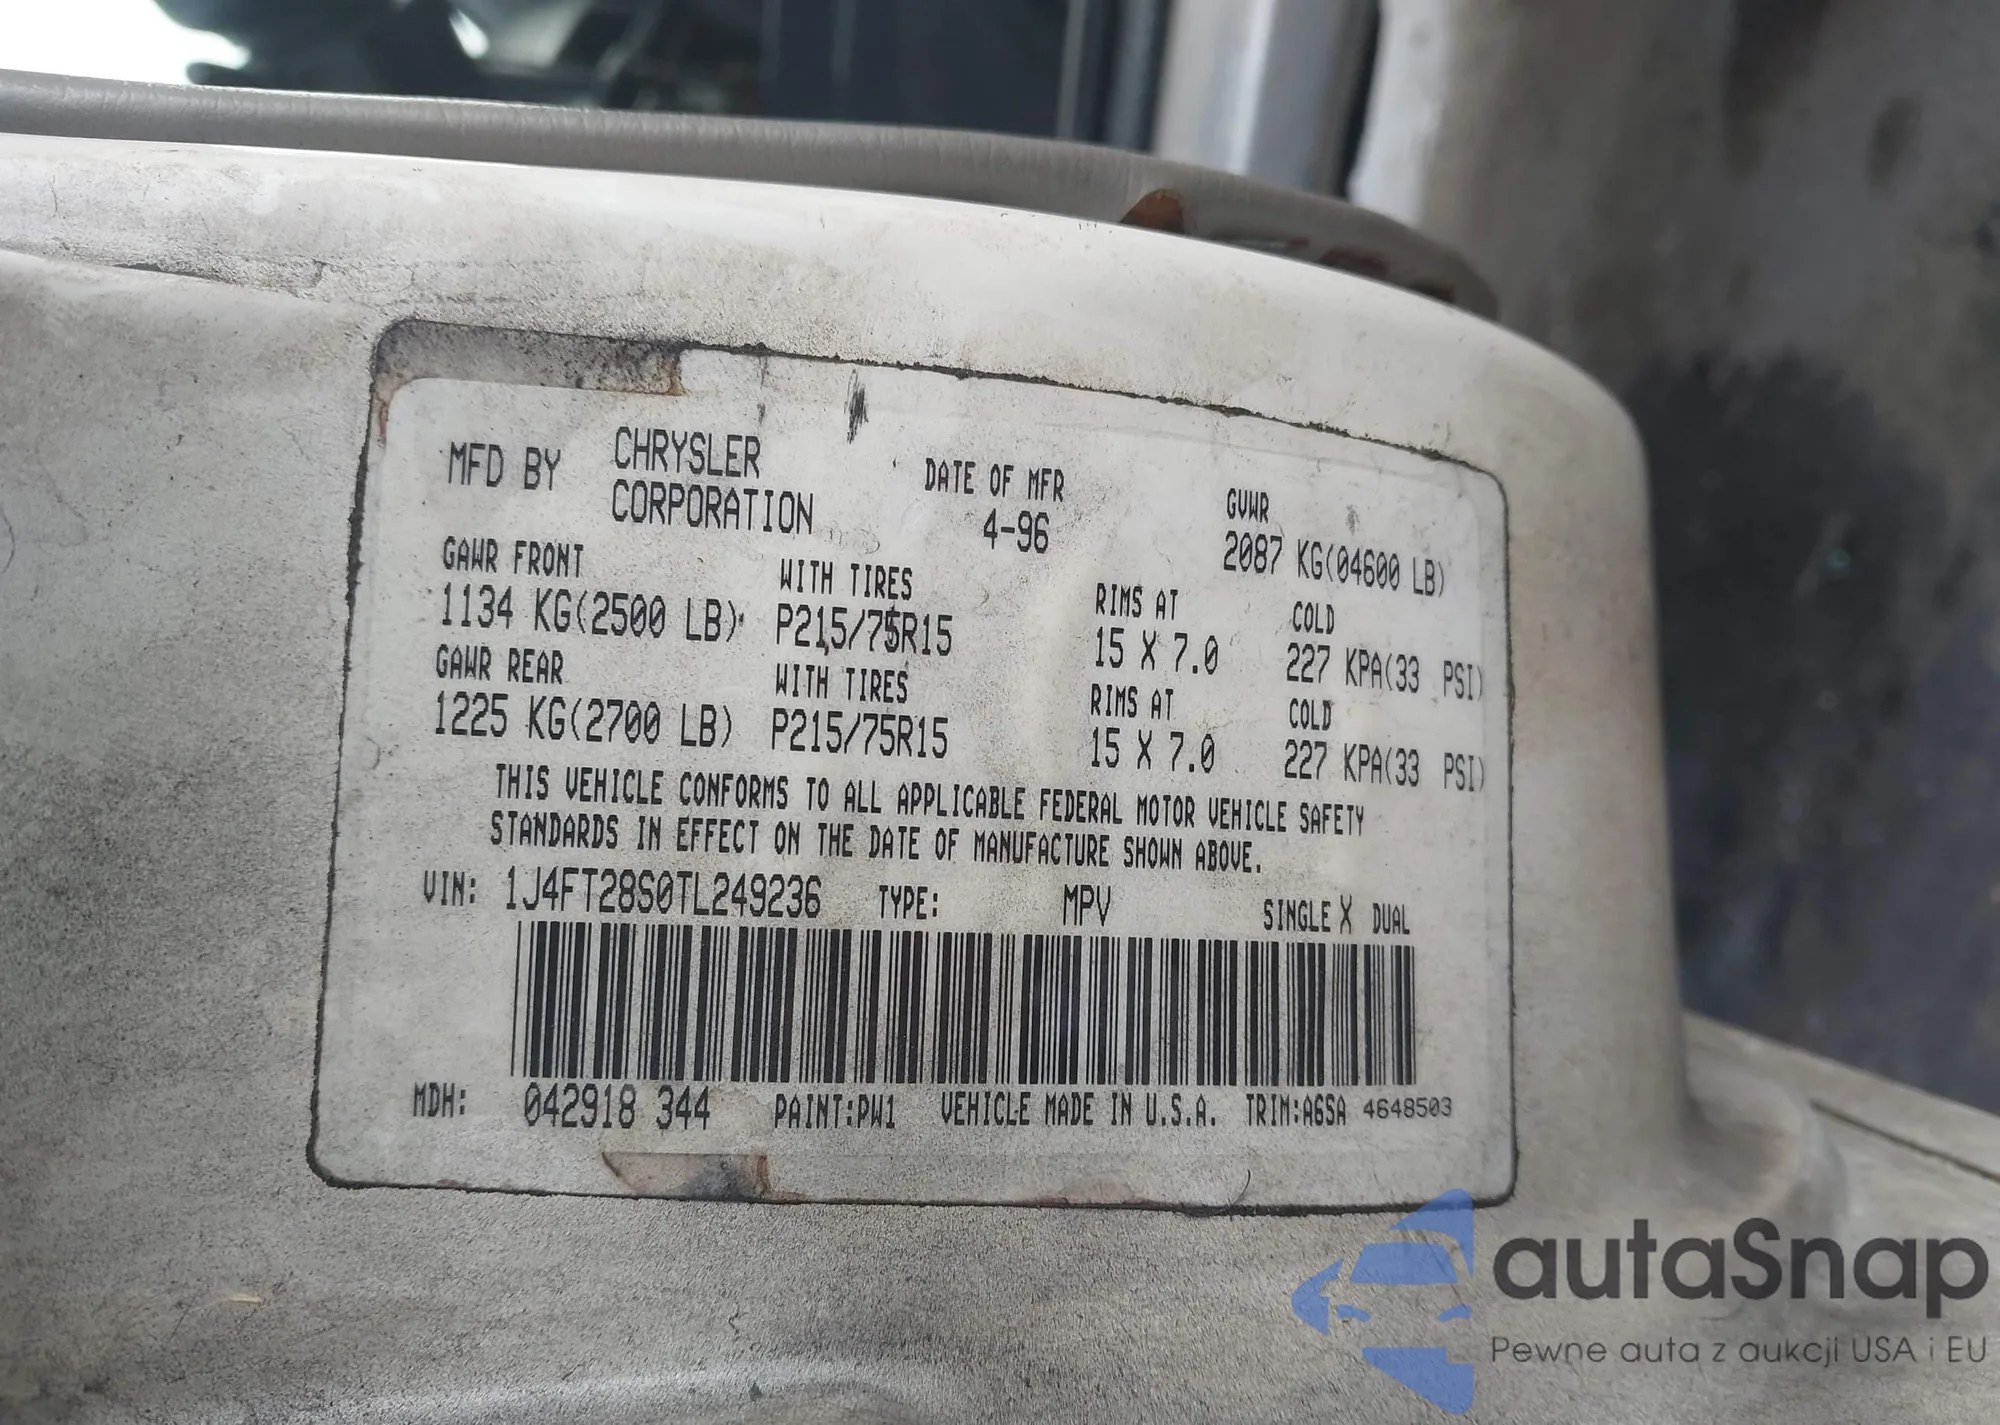 MFD BY CHRYSLER CORPORATION DATE OF MFR 4-96 GVWR 2087 KG(04600 LB)
GAWR FRONT WITH TIRES RIMS AT COLD
1134 KG(2500 LB) P215/75R15 15 X 7.0 227 KPA(33 PSI)
GAWR REAR WITH TIRES RIMS AT COLD
1225 KG(2700 LB) P215/75R15 15 X 7.0 227 KPA(33 PSI)
THIS VEHICLE CONFORMS TO ALL APPLICABLE FEDERAL MOTOR VEHICLE SAFETY
STANDARDS IN EFFECT ON THE DATE OF MANUFACTURE SHOWN ABOVE.
VIN: 1J4FT28S0TL249236 TYPE: MPV SINGLE X DUAL
MDH: 042918 344 PAINT:PW1 VEHICLE MADE IN U.S.A. TRIM:A6SA 4648503
autaSnap
Pewne auta z aukcji USA i EU